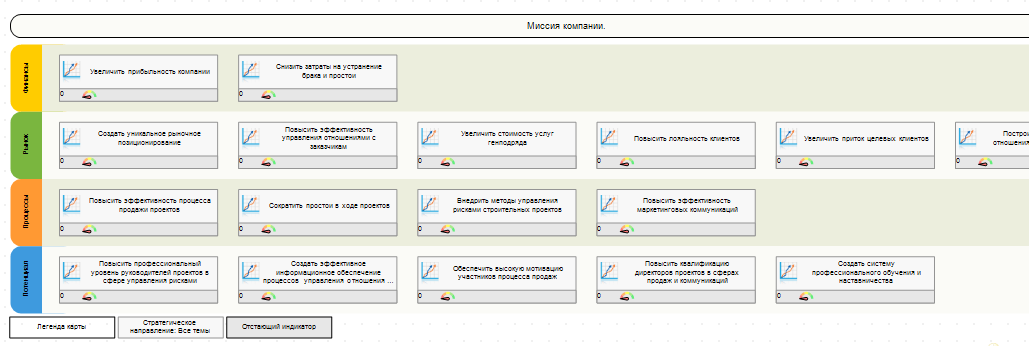 Миссия компании.
Финансы
Увеличить прибыльность компании
0
Снизить затраты на устранение
брака и простои
0
Рынок
Создать уникальное рыночное
позиционирование
0
Повысить эффективность
управления отношениями с
заказчикам
0
Увеличить стоимость услуг
генподряда
0
Повысить лояльность клиентов
0
Увеличить приток целевых клиентов
0
Построи
отношения
0
Процессы
Повысить эффективность процесса
продажи проектов
0
Сократить простои в ходе проектов
0
Внедрить методы управления
рисками строительных проектов
0
Повысить эффективность
маркетинговых коммуникаций
0
Потенциал
Повысить профессиональный
уровень руководителей проектов в
сфере управления рисками
0
Создать эффективное
информационное обеспечение
процессов управления отношения ...
0
Обеспечить высокую мотивацию
участников процесса продаж
0
Повысить квалификацию
директоров проектов в сферах
продаж и коммуникаций
0
Создать систему
профессионального обучения и
наставничества
0
Легенда карты
Стратегическое
направление: Все темы
Отстающий индикатор